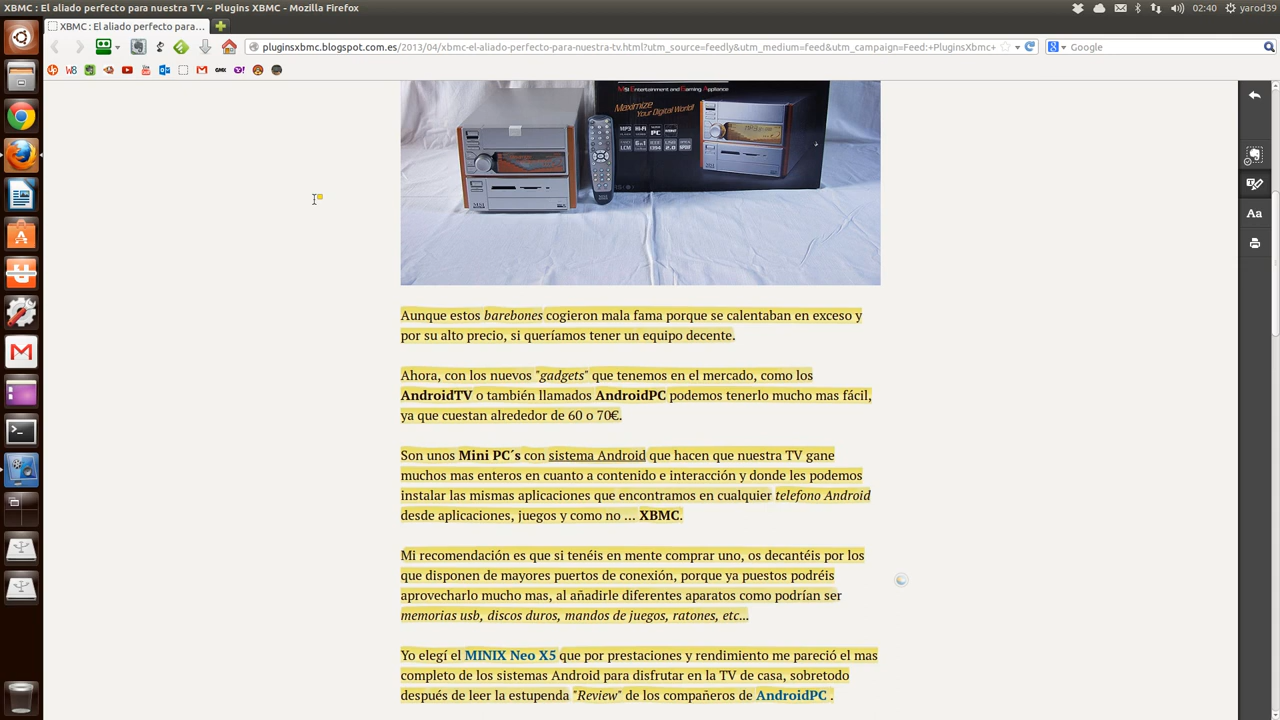 XBMC : El aliado perfecto para nuestra TV ~ Plugins XBMC - Mozilla Firefox
02:40 yarod39
XBMC : El aliado perfecto para...
pluginsxbmc.blogspot.com.es/2013/04/xbmc-el-aliado-perfecto-para-nuestra-tv.html?utm_source=feedly&utm_medium=feed&utm_campaign=Feed:+PluginsXbmc+
Google
MSI Entertainment and Gaming Appliance
Maximize
Your Digital World!
Aa
Aunque estos barebones cogieron mala fama porque se calentaban en exceso y
por su alto precio, si queríamos tener un equipo decente.
Ahora, con los nuevos "gadgets" que tenemos en el mercado, como los
AndroidTV o también llamados AndroidPC podemos tenerlo mucho mas fácil,
ya que cuestan alrededor de 60 o 70€.
Son unos Mini PC´s con sistema Android que hacen que nuestra TV gane
muchos mas enteros en cuanto a contenido e interacción y donde les podemos
instalar las mismas aplicaciones que encontramos en cualquier telefono Android
desde aplicaciones, juegos y como no ... XBMC.
Mi recomendación es que si tenéis en mente comprar uno, os decantéis por los
que disponen de mayores puertos de conexión, porque ya puestos podréis
aprovecharlo mucho mas, al añadirle diferentes aparatos como podrían ser
memorias usb, discos duros, mandos de juegos, ratones, etc...
Yo elegí el MINIX Neo X5 que por prestaciones y rendimiento me pareció el mas
completo de los sistemas Android para disfrutar en la TV de casa, sobretodo
después de leer la estupenda "Review" de los compañeros de AndroidPC .